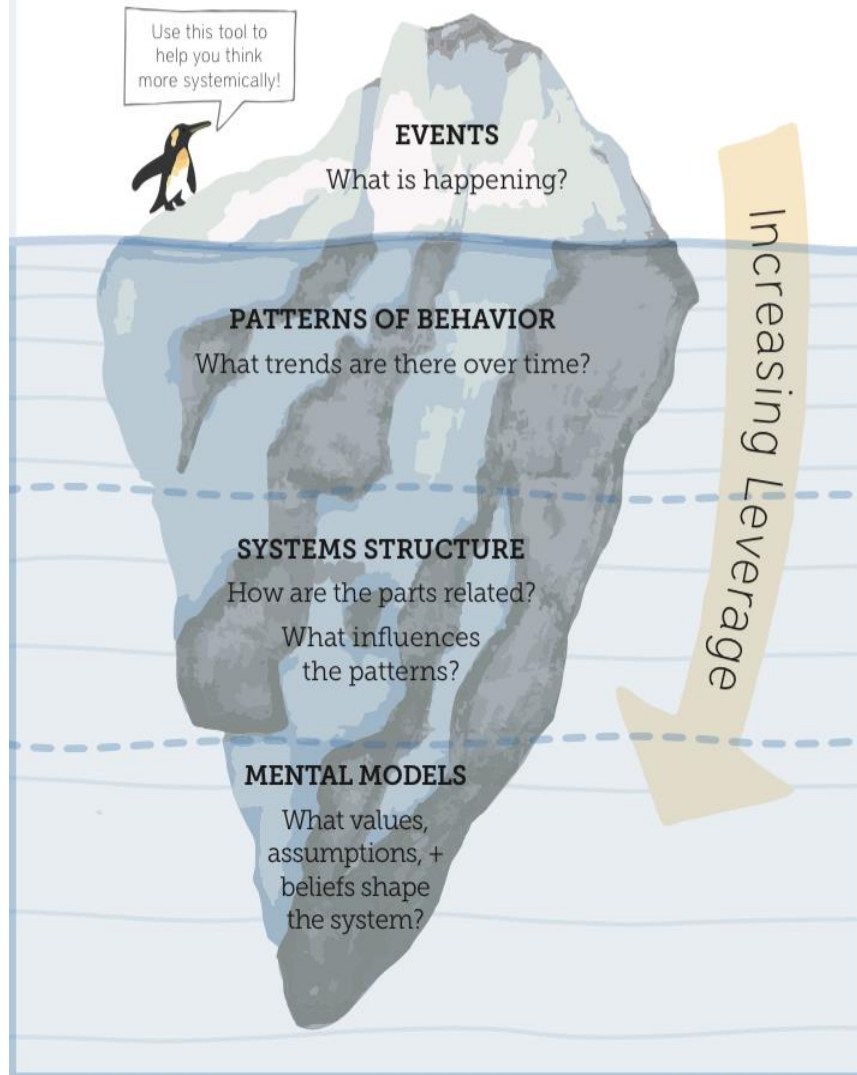 Use this tool to
help you think
more systemically!
EVENTS
What is happening?
PATTERNS OF BEHAVIOR
What trends are there over time?
SYSTEMS STRUCTURE
How are the parts related?
What influences
the patterns?
MENTAL MODELS
What values,
assumptions, +
beliefs shape
the system?
Increasing Leverage